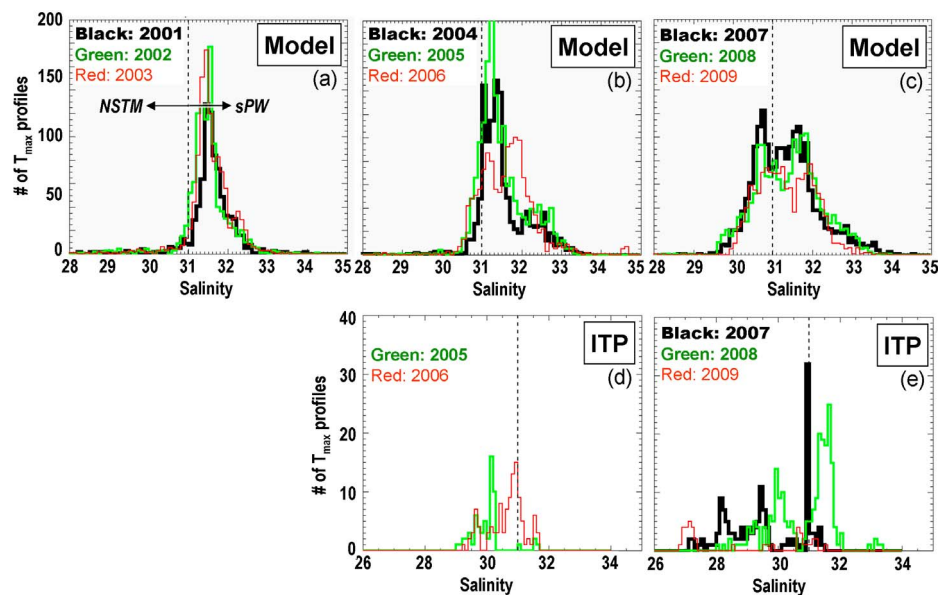 Black: 2001
Green: 2002
Red: 2003
Model
(a)
NSTM
sPW
# of Tmax profiles
200
150
100
50
0
28 29 30 31 32 33 34 35
Salinity
Black: 2004
Green: 2005
Red: 2006
Model
(b)
28 29 30 31 32 33 34 35
Salinity
Black: 2007
Green: 2008
Red: 2009
Model
(c)
28 29 30 31 32 33 34 35
Salinity
Green: 2005
Red: 2006
ITP
(d)
# of Tmax profiles
40
30
20
10
0
26 28 30 32 34
Salinity
Black: 2007
Green: 2008
Red: 2009
ITP
(e)
26 28 30 32 34
Salinity